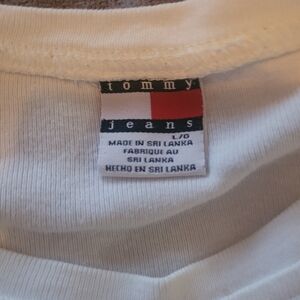 tommy
jeans
L/G
MADE IN SRI LANKA
FABRIQUE AU
SRI LANKA
HECHO EN SRI LANKA